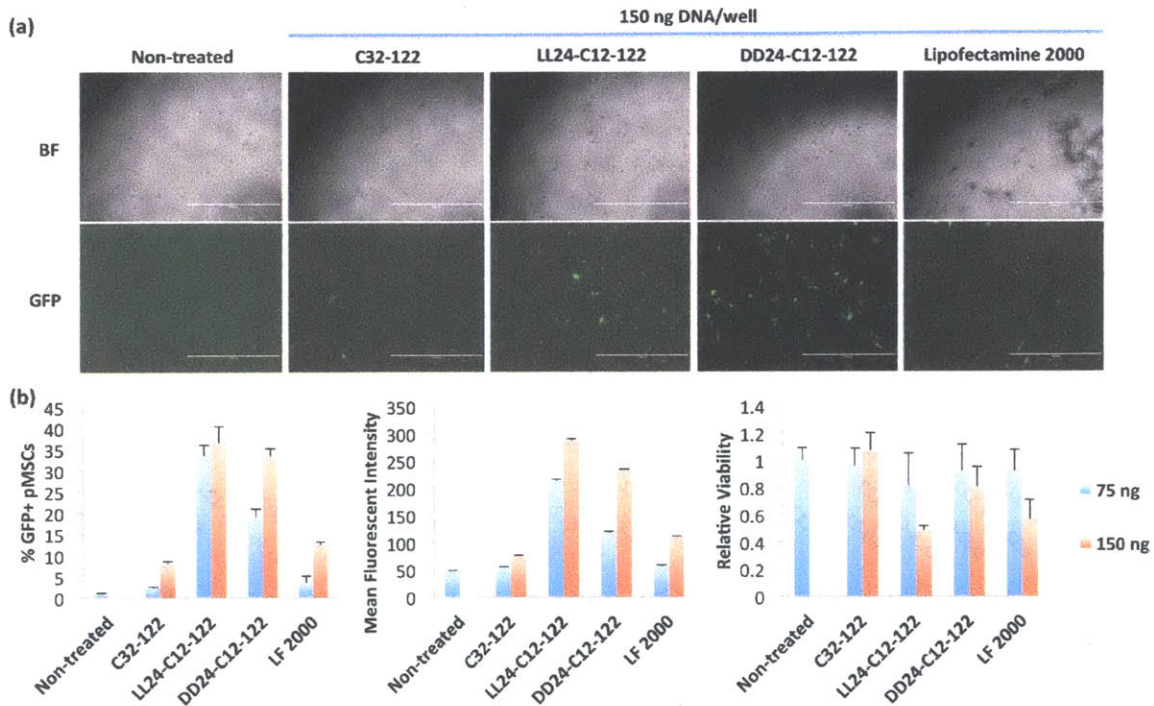 150 ng DNA/well
(a)
Non-treated C32-122 LL24-C12-122 DD24-C12-122 Lipofectamine 2000
BF
GFP
(b)
% GFP+ pMSCs
45
40
35
30
25
20
15
10
5
0
Non-treated
C32-122
LL24-C12-122
DD24-C12-122
LF 2000
Mean Fluorescent Intensity
350
300
250
200
150
100
50
0
Non-treated
C32-122
LL24-C12-122
DD24-C12-122
LF 2000
Relative Viability
1.4
1.2
1
0.8
0.6
0.4
0.2
0
Non-treated
C32-122
LL24-C12-122
DD24-C12-122
LF 2000
75 ng
150 ng